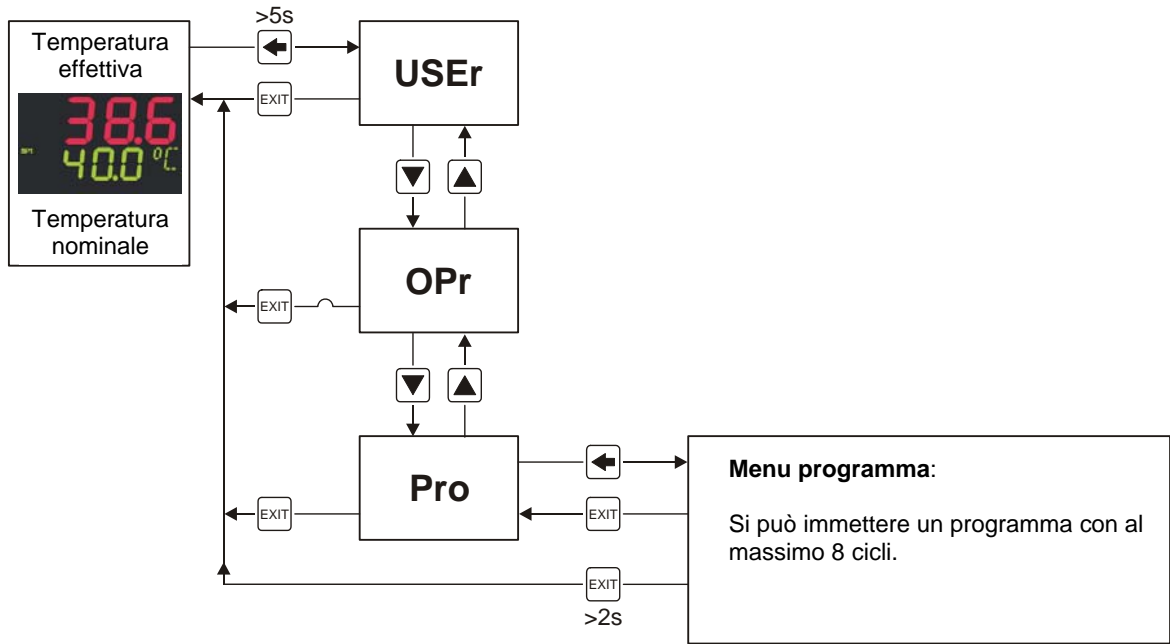 >5s
Temperatura
effettiva
38.6
40.0 °C
Temperatura
nominale
USEr
EXIT
OPr
EXIT
Pro
EXIT
Menu programma:
Si può immettere un programma con al
massimo 8 cicli.
EXIT
EXIT
>2s